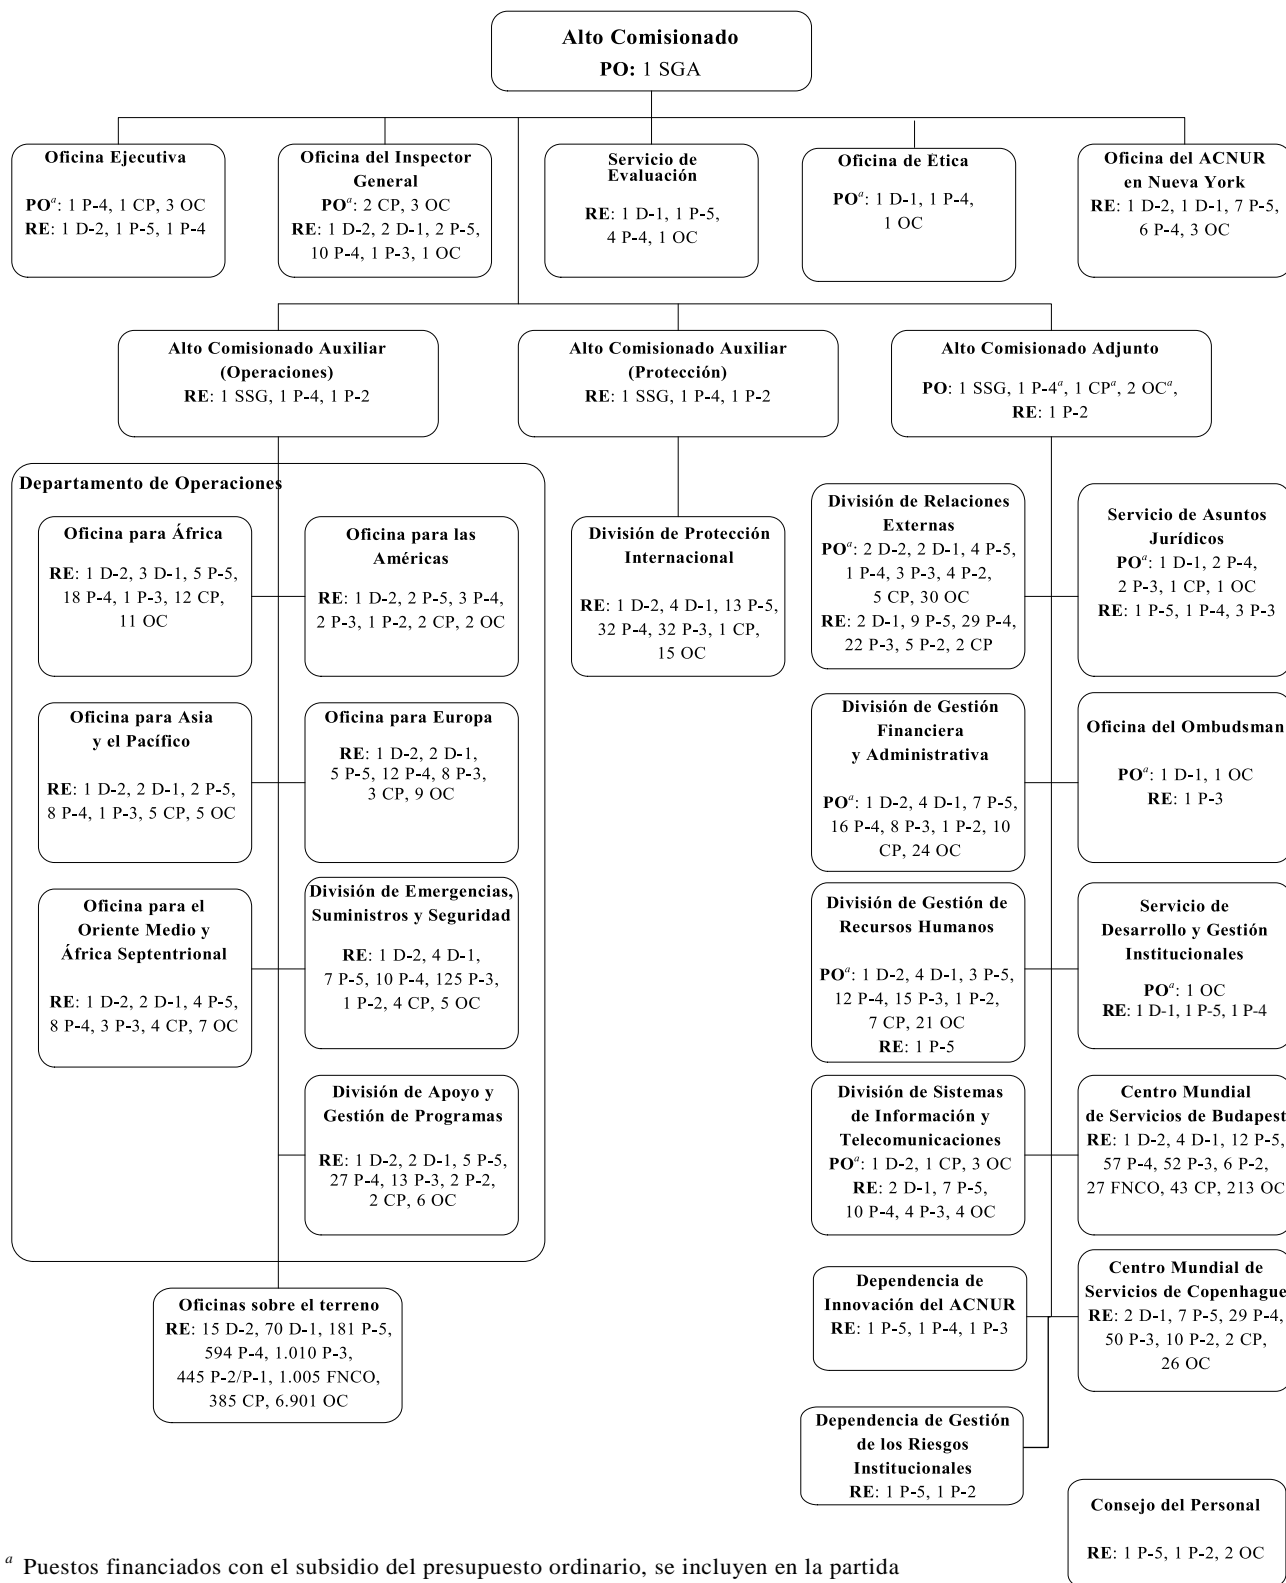 Alto Comisionado
PO: 1 SGA
Oficina Ejecutiva
POª: 1 P-4, 1 CP, 3 OC
RE: 1 D-2, 1 P-5, 1 P-4
Oficina del Inspector
General
POª: 2 CP, 3 OC
RE: 1 D-2, 2 D-1, 2 P-5,
10 P-4, 1 P-3, 1 OC
Servicio de
Evaluación
RE: 1 D-1, 1 P-5,
4 P-4, 1 OC
Oficina de Ética
POª: 1 D-1, 1 P-4,
1 OC
Oficina del ACNUR
en Nueva York
RE: 1 D-2, 1 D-1, 7 P-5,
6 P-4, 3 OC
Alto Comisionado Auxiliar
(Operaciones)
RE: 1 SSG, 1 P-4, 1 P-2
Alto Comisionado Auxiliar
(Protección)
RE: 1 SSG, 1 P-4, 1 P-2
Alto Comisionado Adjunto
PO: 1 SSG, 1 P-4ª, 1 CPª, 2 OCª,
RE: 1 P-2
Departamento de Operaciones
Oficina para África
RE: 1 D-2, 3 D-1, 5 P-5,
18 P-4, 1 P-3, 12 CP,
11 OC
Oficina para las
Américas
RE: 1 D-2, 2 P-5, 3 P-4,
2 P-3, 1 P-2, 2 CP, 2 OC
Oficina para Asia
y el Pacífico
RE: 1 D-2, 2 D-1, 2 P-5,
8 P-4, 1 P-3, 5 CP, 5 OC
Oficina para Europa
RE: 1 D-2, 2 D-1,
5 P-5, 12 P-4, 8 P-3,
3 CP, 9 OC
Oficina para el
Oriente Medio y
África Septentrional
RE: 1 D-2, 2 D-1, 4 P-5,
8 P-4, 3 P-3, 4 CP, 7 OC
División de Emergencias,
Suministros y Seguridad
RE: 1 D-2, 4 D-1,
7 P-5, 10 P-4, 125 P-3,
1 P-2, 4 CP, 5 OC
División de Apoyo y
Gestión de Programas
RE: 1 D-2, 2 D-1, 5 P-5,
27 P-4, 13 P-3, 2 P-2,
2 CP, 6 OC
Oficinas sobre el terreno
RE: 15 D-2, 70 D-1, 181 P-5,
594 P-4, 1.010 P-3,
445 P-2/P-1, 1.005 FNCO,
385 CP, 6.901 OC
División de Protección
Internacional
RE: 1 D-2, 4 D-1, 13 P-5,
32 P-4, 32 P-3, 1 CP,
15 OC
División de Relaciones
Externas
POª: 2 D-2, 2 D-1, 4 P-5,
1 P-4, 3 P-3, 4 P-2,
5 CP, 30 OC
RE: 2 D-1, 9 P-5, 29 P-4,
22 P-3, 5 P-2, 2 CP
Servicio de Asuntos
Jurídicos
POª: 1 D-1, 2 P-4,
2 P-3, 1 CP, 1 OC
RE: 1 P-5, 1 P-4, 3 P-3
División de Gestión
Financiera
y Administrativa
POª: 1 D-2, 4 D-1, 7 P-5,
16 P-4, 8 P-3, 1 P-2, 10
CP, 24 OC
Oficina del Ombudsman
POª: 1 D-1, 1 OC
RE: 1 P-3
División de Gestión de
Recursos Humanos
POª: 1 D-2, 4 D-1, 3 P-5,
12 P-4, 15 P-3, 1 P-2,
7 CP, 21 OC
RE: 1 P-5
Servicio de
Desarrollo y Gestión
Institucionales
POª: 1 OC
RE: 1 D-1, 1 P-5, 1 P-4
División de Sistemas
de Información y
Telecomunicaciones
POª: 1 D-2, 1 CP, 3 OC
RE: 2 D-1, 7 P-5,
10 P-4, 4 P-3, 4 OC
Centro Mundial
de Servicios de Budapest
RE: 1 D-2, 4 D-1, 12 P-5,
57 P-4, 52 P-3, 6 P-2,
27 FNCO, 43 CP, 213 OC
Dependencia de
Innovación del ACNUR
RE: 1 P-5, 1 P-4, 1 P-3
Centro Mundial de
Servicios de Copenhague
RE: 2 D-1, 7 P-5, 29 P-4,
50 P-3, 10 P-2, 2 CP,
26 OC
Dependencia de Gestión
de los Riesgos
Institucionales
RE: 1 P-5, 1 P-2
Consejo del Personal
RE: 1 P-5, 1 P-2, 2 OC
ª Puestos financiados con el subsidio del presupuesto ordinario, se incluyen en la partida